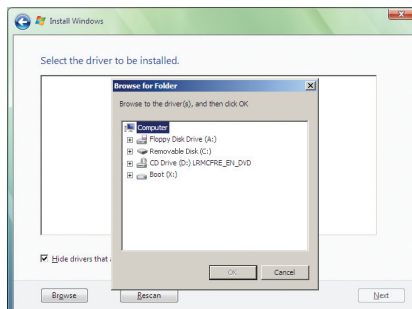 Install Windows
Select the driver to be installed.
Browse for Folder
Browse to the driver(s), and then click OK
Computer
Floppy Disk Drive (A:)
Removable Disk (C:)
CD Drive (D:) LRMCFRE_EN_DVD
Boot (X:)
Hide drivers that
OK
Cancel
Browse
Rescan
Next